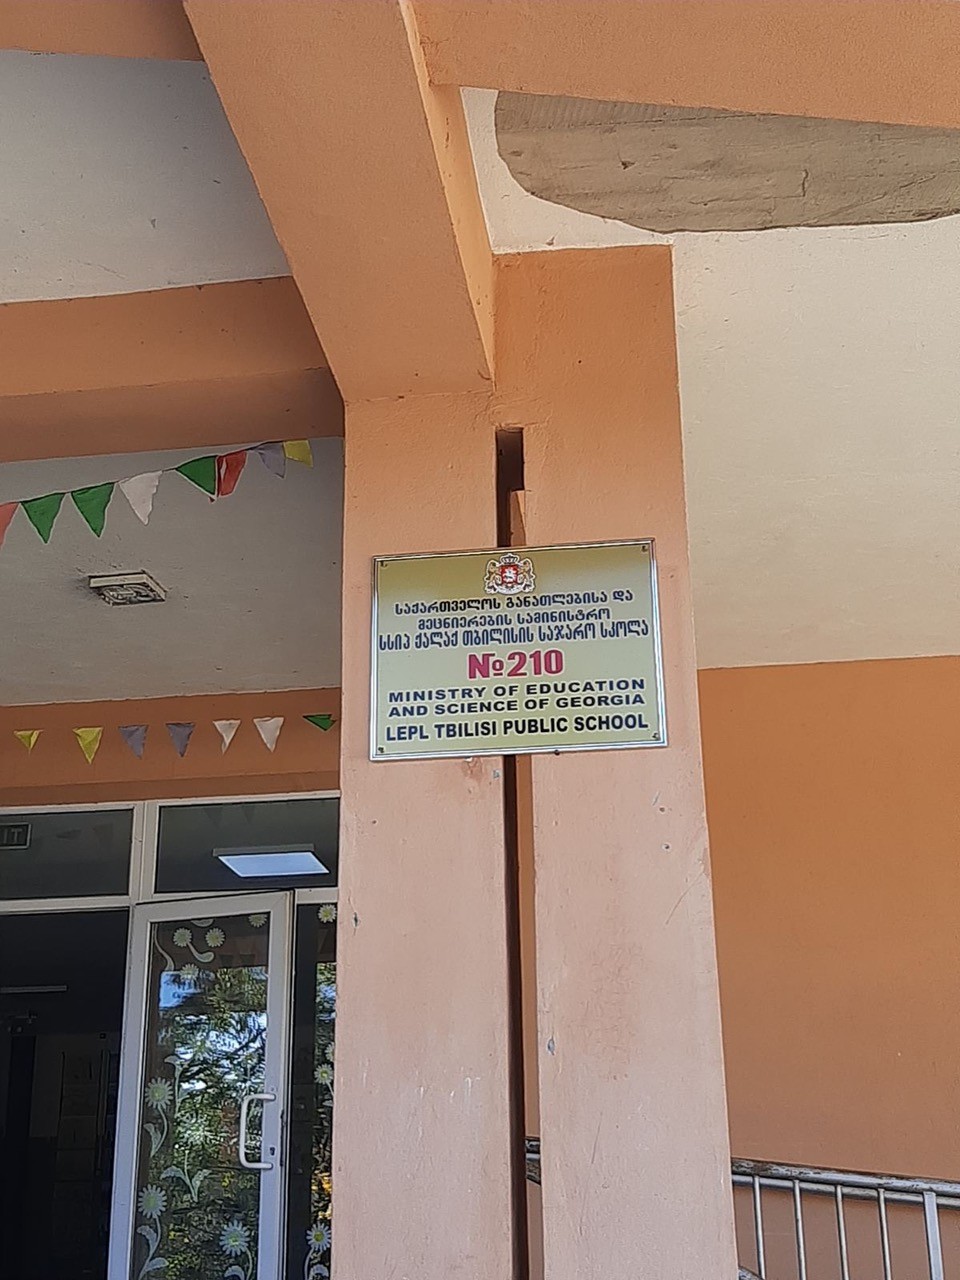 საქართველოს განათლებისა და
მეცნიერების სამინისტრო
სსიპ ქალაქ თბილისის საჯარო სკოლა
№210
MINISTRY OF EDUCATION
AND SCIENCE OF GEORGIA
LEPL TBILISI PUBLIC SCHOOL